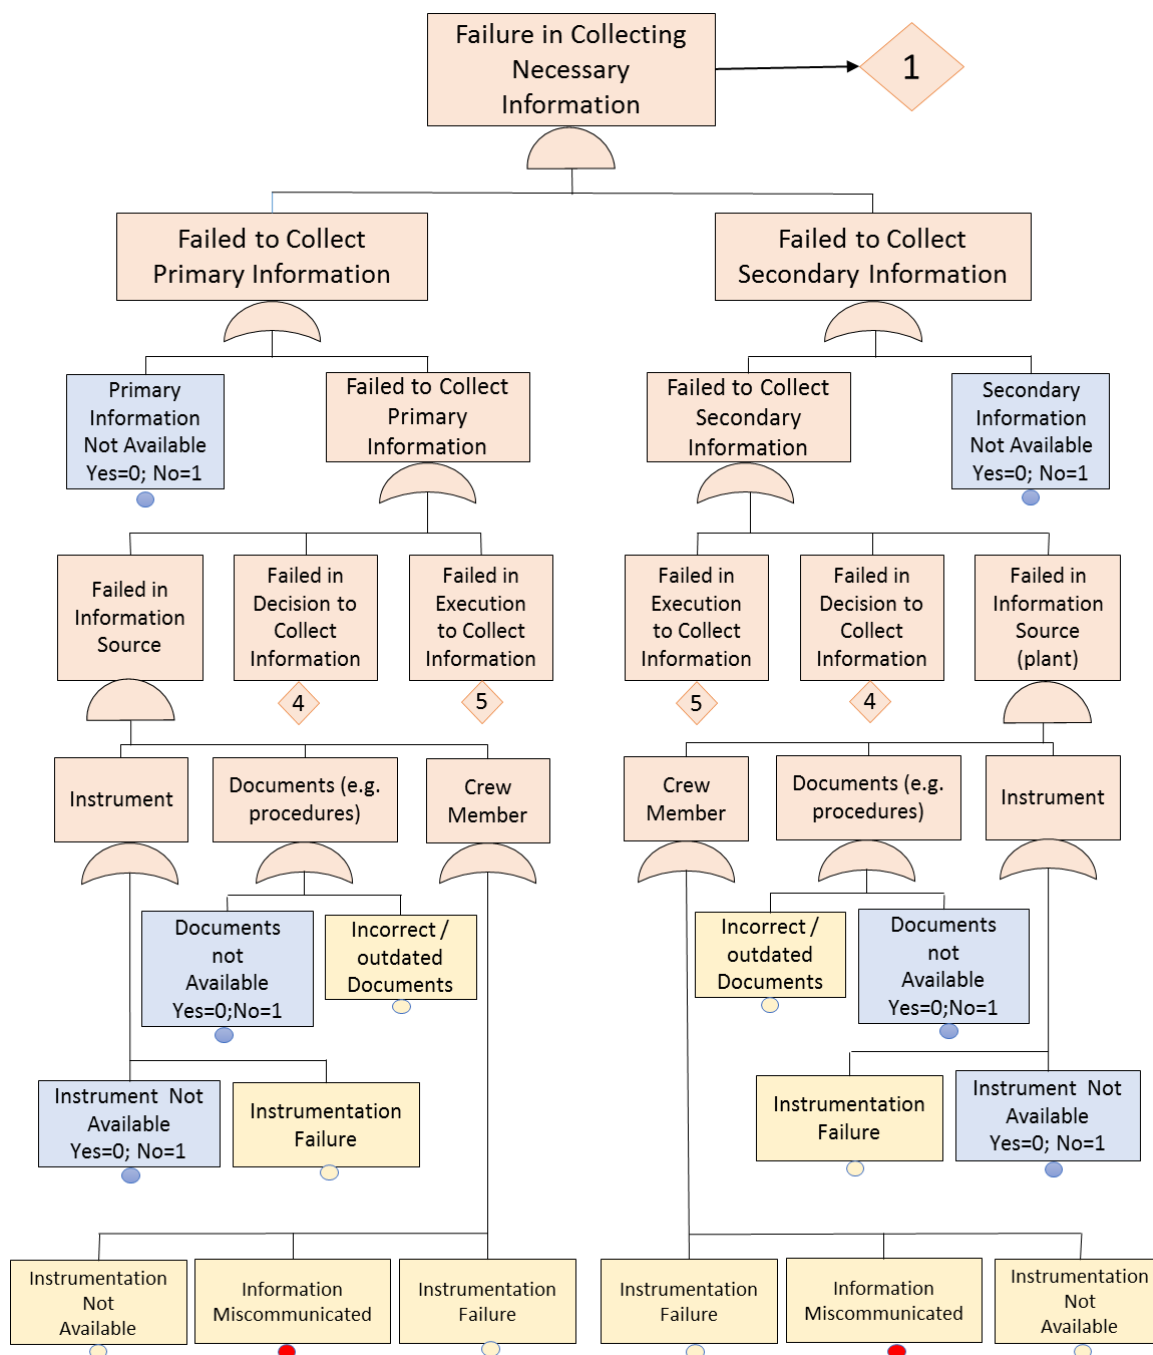 Failure in Collecting
Necessary
Information
1
Failed to Collect
Primary Information
Failed to Collect
Secondary Information
Primary
Information
Not Available
Yes=0; No=1
Failed to Collect
Primary
Information
Failed to Collect
Secondary
Information
Secondary
Information
Not Available
Yes=0; No=1
Failed in
Information
Source
Failed in
Decision to
Collect
Information
Failed in
Execution
to Collect
Information
Failed in
Execution
to Collect
Information
Failed in
Decision to
Collect
Information
Failed in
Information
Source
(plant)
4
5
5
4
Instrument
Documents (e.g.
procedures)
Crew
Member
Crew
Member
Documents (e.g.
procedures)
Instrument
Documents
not
Available
Yes=0;No=1
Incorrect /
outdated
Documents
Incorrect /
outdated
Documents
Documents
not
Available
Yes=0;No=1
Instrument Not
Available
Yes=0; No=1
Instrumentation
Failure
Instrumentation
Failure
Instrument Not
Available
Yes=0; No=1
Instrumentation
Not
Available
Information
Miscommunicated
Instrumentation
Failure
Instrumentation
Failure
Information
Miscommunicated
Instrumentation
Not
Available